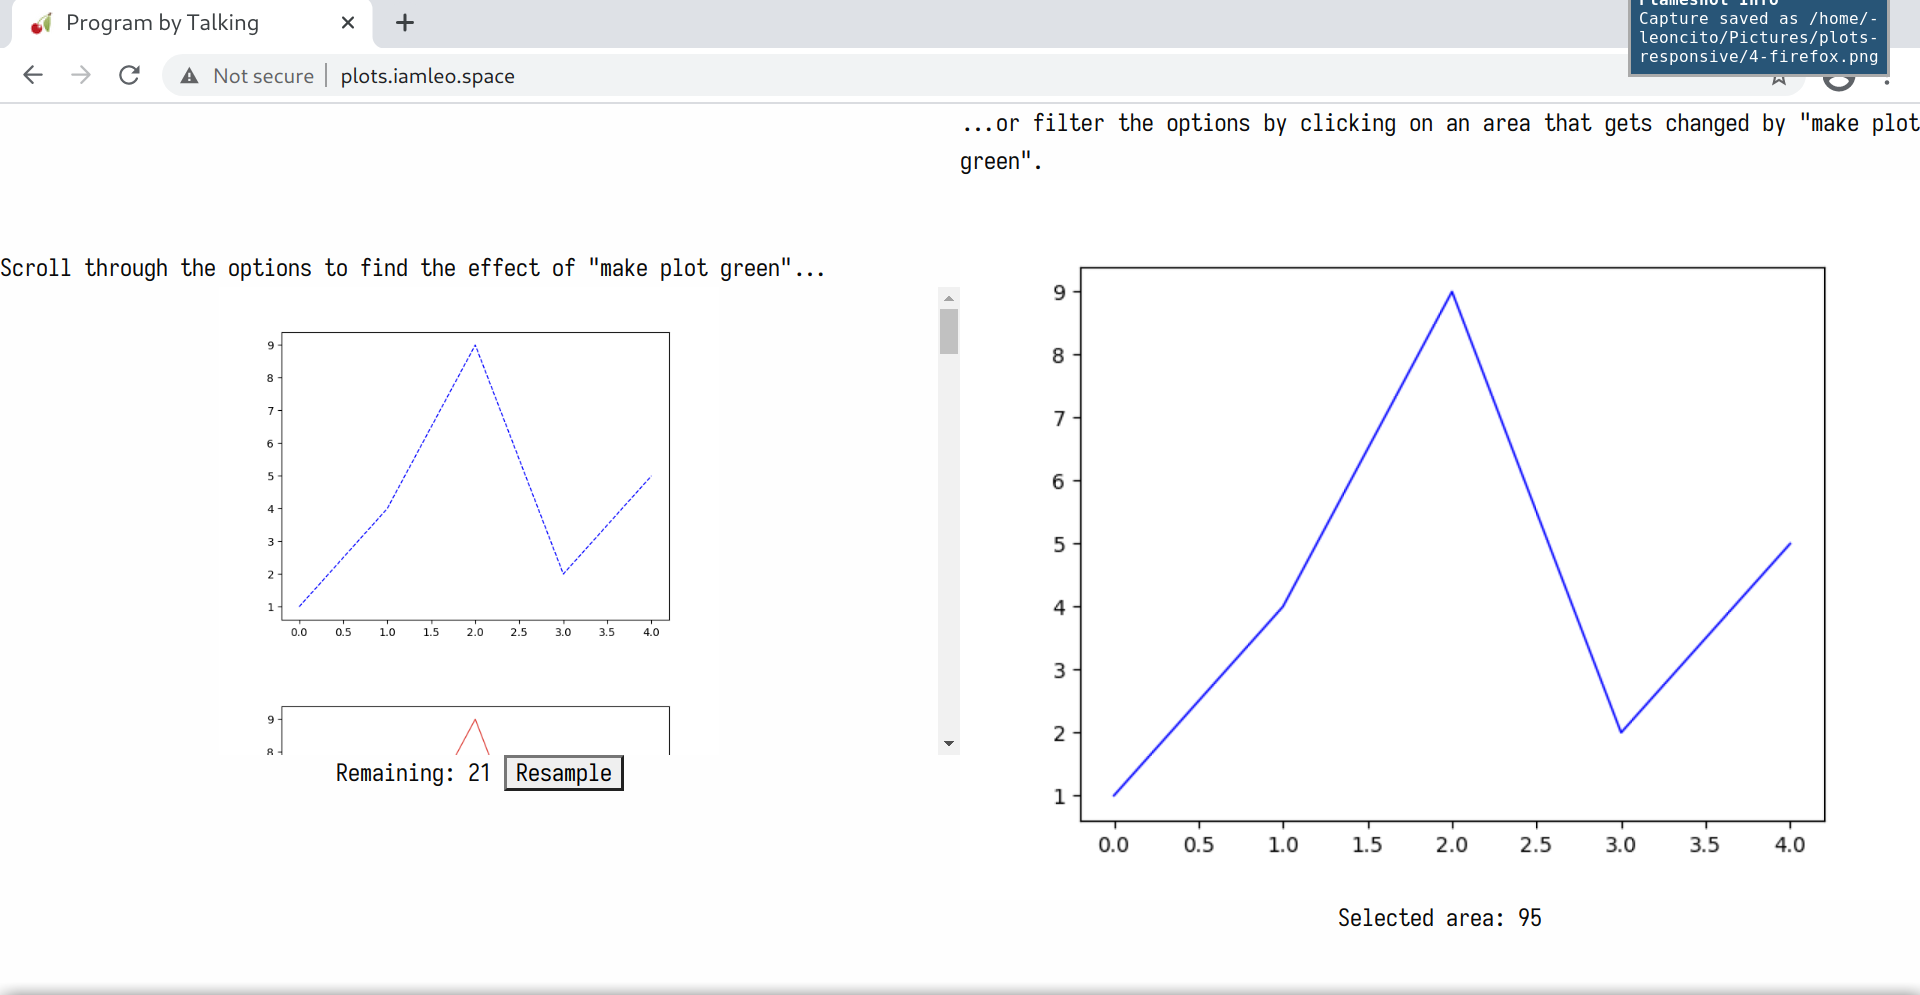 Program by Talking
Flameshot Info
Capture saved as /home/-
leoncito/Pictures/plots-
responsive/4-firefox.png
Not secure
plots.iamleo.space
...or filter the options by clicking on an area that gets changed by "make plot
green".
Scroll through the options to find the effect of "make plot green"...
9
8
7
6
5
4
3
2
1
0.0 0.5 1.0 1.5 2.0 2.5 3.0 3.5 4.0
9
8
Remaining: 21 Resample
9
8
7
6
5
4
3
2
1
0.0 0.5 1.0 1.5 2.0 2.5 3.0 3.5 4.0
Selected area: 95